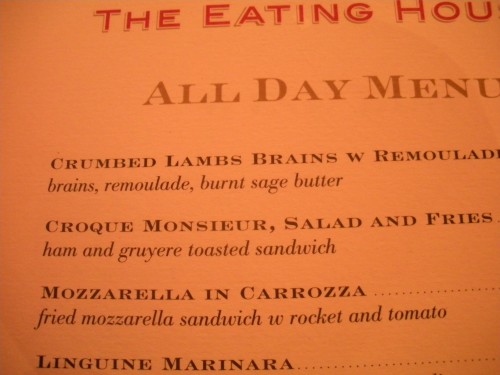 THE EATING HOU
ALL DAY MENU
CRUMBED LAMBS BRAINS W REMOULADE
brains, remoulade, burnt sage butter
CROQUE MONSIEUR, SALAD AND FRIES
ham and gruyere toasted sandwich
MOZZARELLA IN CARROZZA
fried mozzarella sandwich w rocket and tomato
LINGUINE MARINARA